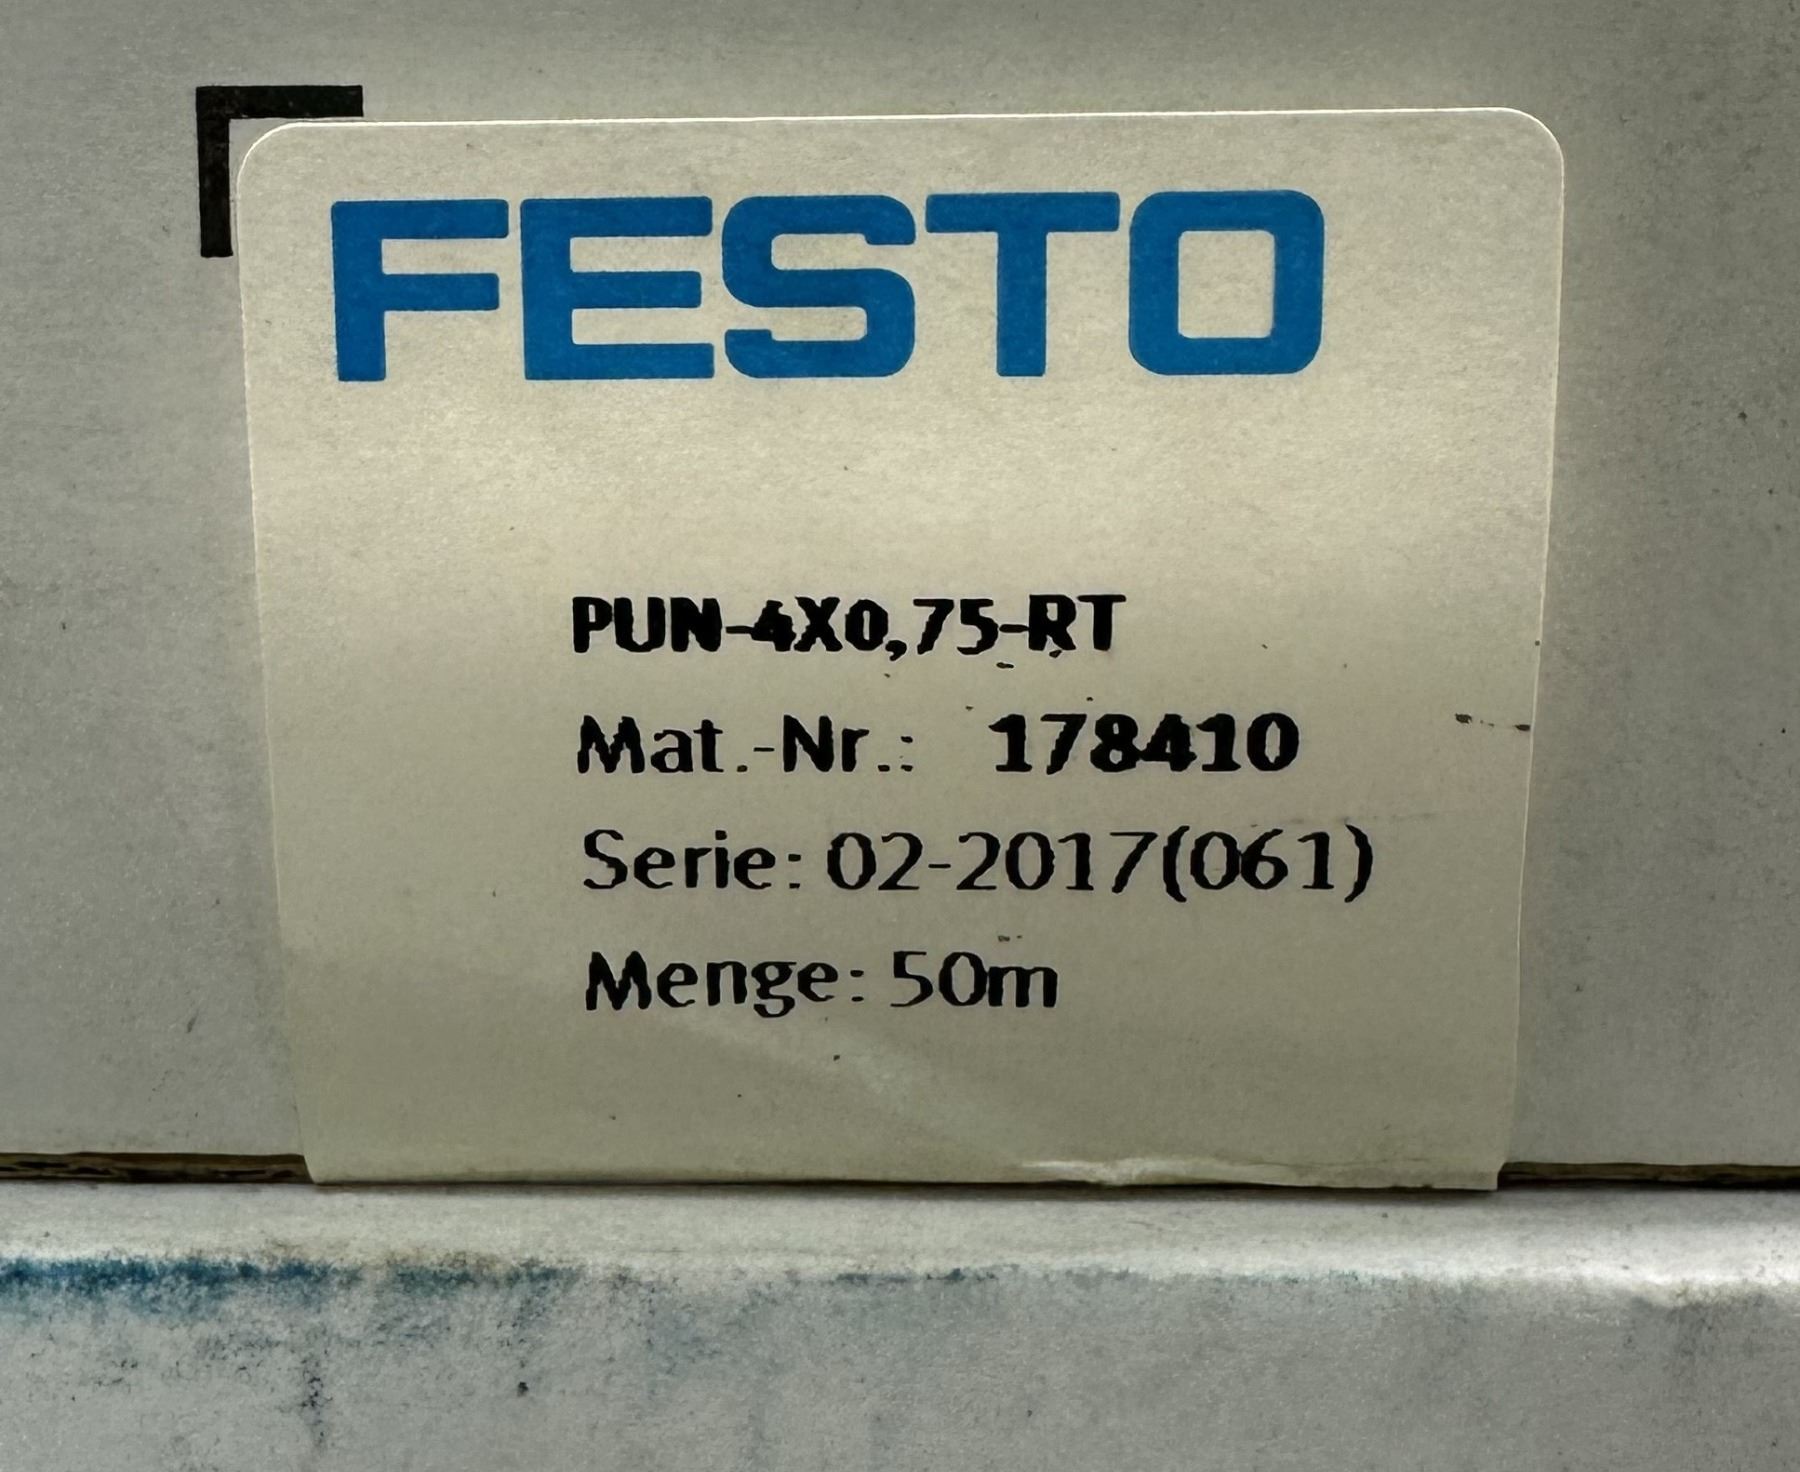 FESTO
PUN-4X0,75-RT
Mat.-Nr.: 178410
Serie: 02-2017(061)
Menge: 50m